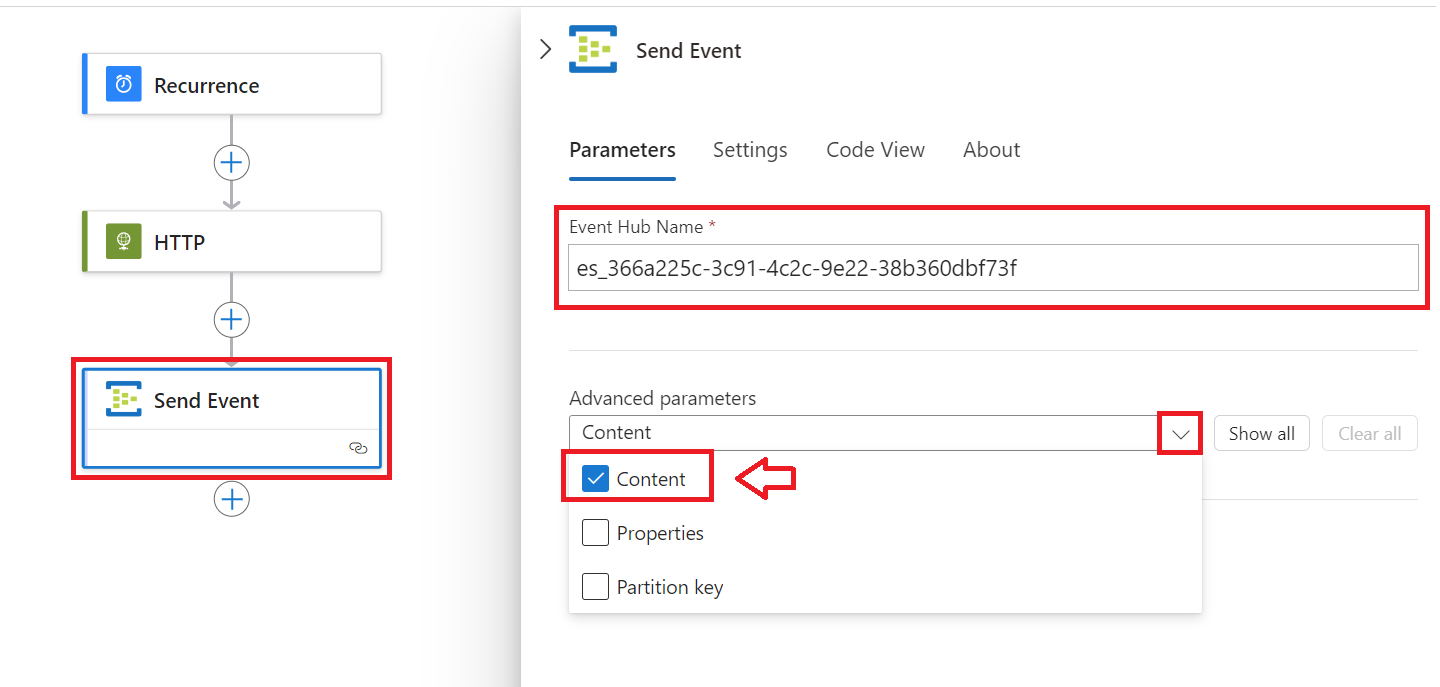 Recurrence
HTTP
Send Event
Send Event
Parameters Settings Code View About
Event Hub Name *
es_366a225c-3c91-4c2c-9e22-38b360dbf73f
Advanced parameters
Content Show all Clear all
Content
Properties
Partition key